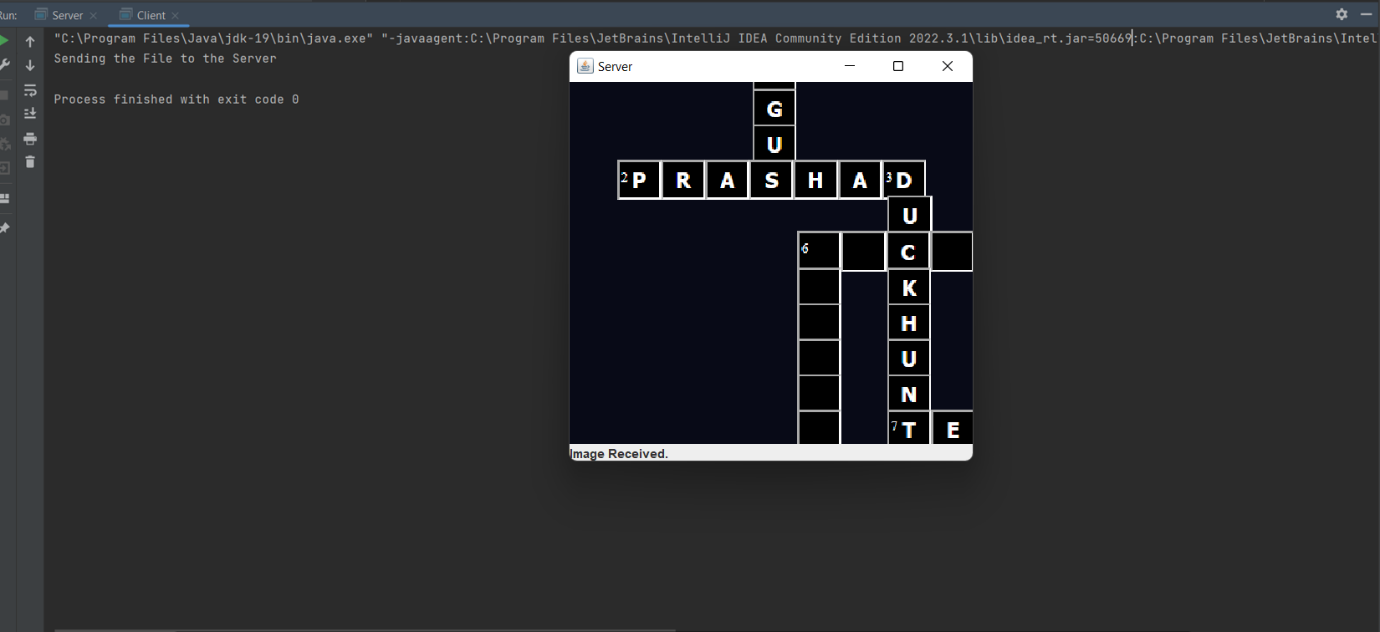 Run: Server Client
"C:\Program Files\Java\jdk-19\bin\java.exe" "-javaagent:C:\Program Files\JetBrains\IntelliJ IDEA Community Edition 2022.3.1\lib\idea_rt.jar=50669:C:\Program Files\JetBrains\Intel
Sending the File to the Server
Process finished with exit code 0
Server
G
U
2 P R A S H A 3 D
U
6 C
K
H
U
N
7 T E
Image Received.